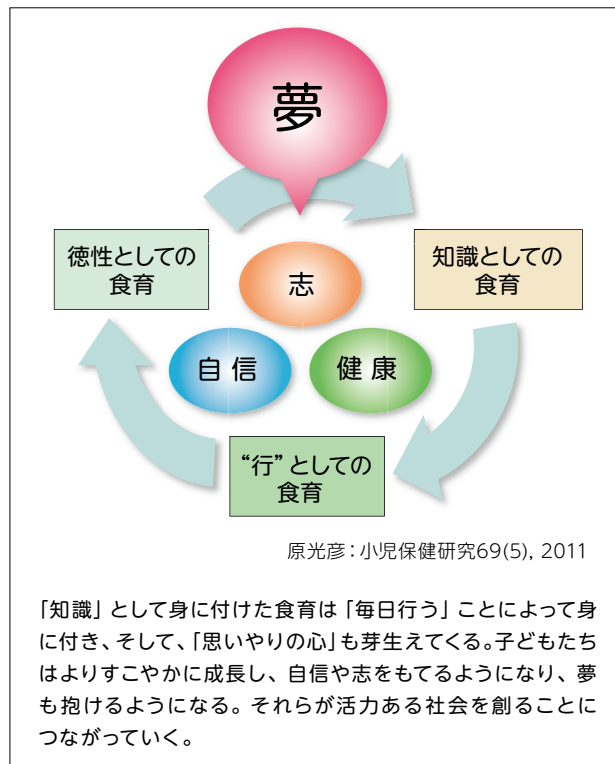 夢
徳性としての
食育
知識としての
食育
志
自信
健康
“行”としての
食育
原光彦：小児保健研究69(5), 2011
「知識」として身に付けた食育は「毎日行う」ことによって身
に付き、そして、「思いやりの心」も芽生えてくる。子どもたち
はよりすこやかに成長し、自信や志をもてるようになり、夢
も抱けるようになる。それらが活力ある社会を創ることに
つながっていく。